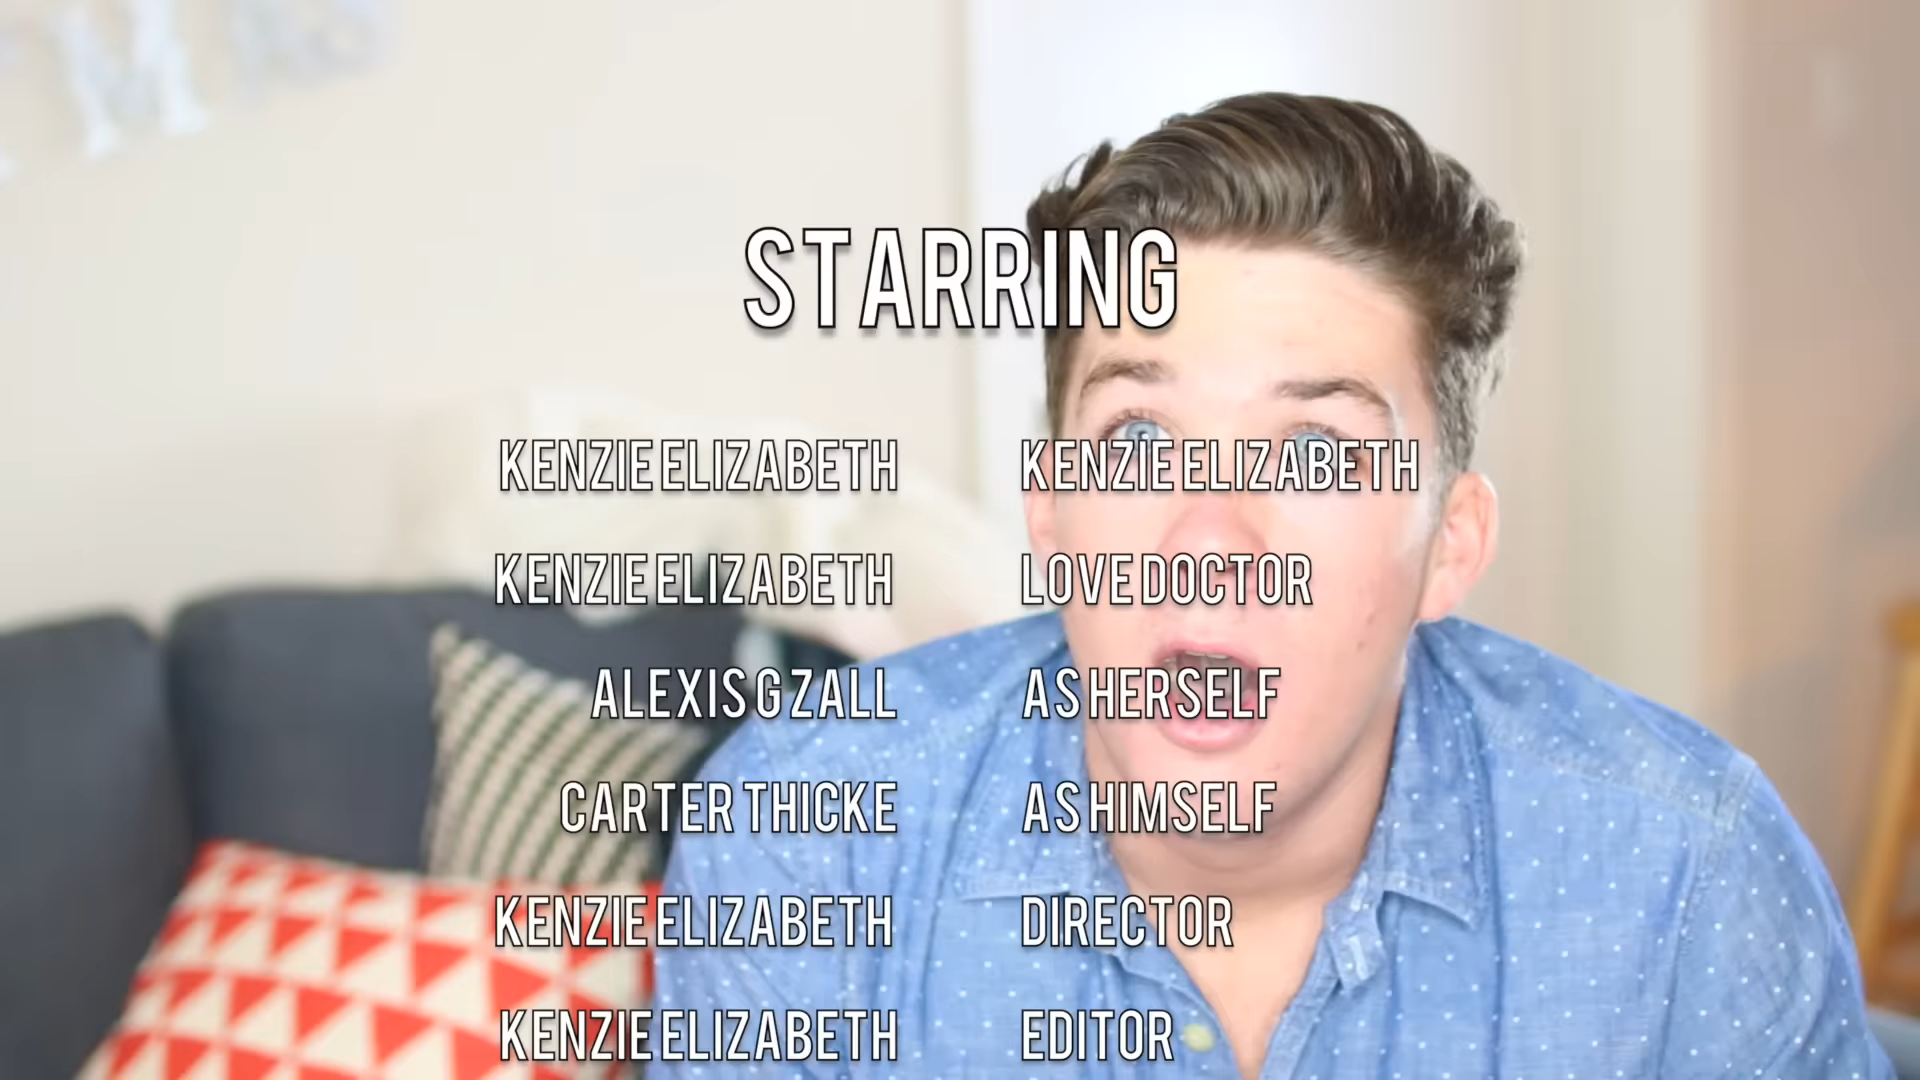 STARRING
KENZIE ELIZABETH KENZIE ELIZABETH
KENZIE ELIZABETH LOVE DOCTOR
ALEXIS G ZALL AS HERSELF
CARTER THICKE AS HIMSELF
KENZIE ELIZABETH DIRECTOR
KENZIE ELIZABETH EDITOR